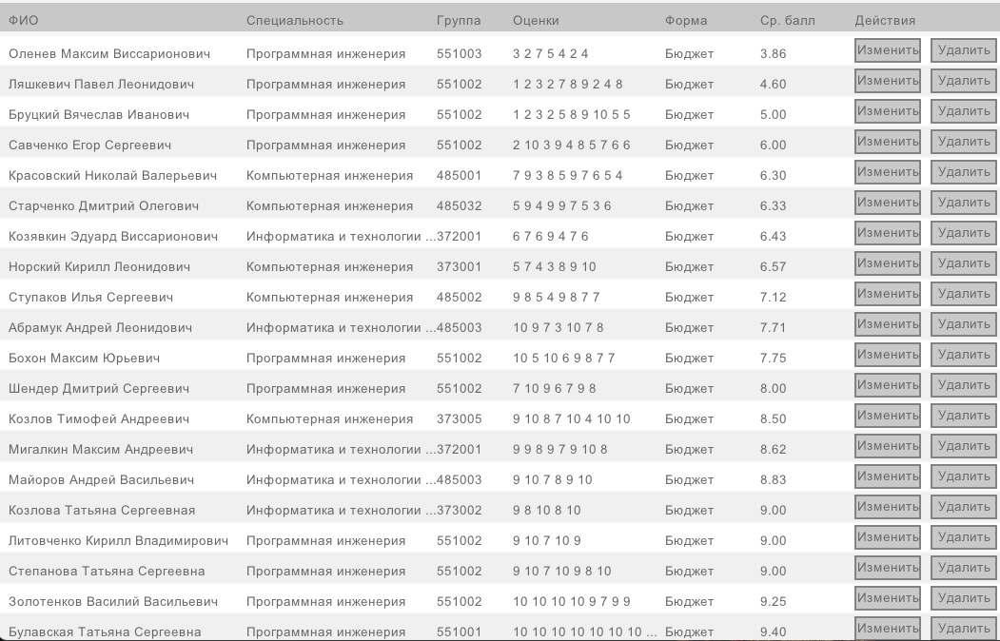 ФИО Специальность Группа Оценки Форма Ср. балл Действия
Оленев Максим Виссарионович Программная инженерия 551003 3 2 7 5 4 2 4 Бюджет 3.86 Изменить Удалить
Ляшкевич Павел Леонидович Программная инженерия 551002 1 2 3 2 7 8 9 2 4 8 Бюджет 4.60 Изменить Удалить
Бруцкий Вячеслав Иванович Программная инженерия 551002 1 2 3 2 5 8 9 10 5 5 Бюджет 5.00 Изменить Удалить
Савченко Егор Сергеевич Программная инженерия 551002 2 10 3 9 4 8 5 7 6 6 Бюджет 6.00 Изменить Удалить
Красовский Николай Валерьевич Компьютерная инженерия 485001 7 9 3 8 5 9 7 6 5 4 Бюджет 6.30 Изменить Удалить
Старченко Дмитрий Олегович Компьютерная инженерия 485032 5 9 4 9 9 7 5 3 6 Бюджет 6.33 Изменить Удалить
Козявкин Эдуард Виссарионович Информатика и технологии ... 372001 6 7 6 9 4 7 6 Бюджет 6.43 Изменить Удалить
Норский Кирилл Леонидович Компьютерная инженерия 373001 5 7 4 3 8 9 10 Бюджет 6.57 Изменить Удалить
Ступаков Илья Сергеевич Компьютерная инженерия 485002 9 8 5 4 9 8 7 7 Бюджет 7.12 Изменить Удалить
Абрамук Андрей Леонидович Информатика и технологии ... 485003 10 9 7 3 10 7 8 Бюджет 7.71 Изменить Удалить
Бохон Максим Юрьевич Программная инженерия 551002 10 5 10 6 9 8 7 7 Бюджет 7.75 Изменить Удалить
Шендер Дмитрий Сергеевич Программная инженерия 551002 7 10 9 6 7 9 8 Бюджет 8.00 Изменить Удалить
Козлов Тимофей Андреевич Компьютерная инженерия 373005 9 10 8 7 10 4 10 10 Бюджет 8.50 Изменить Удалить
Мигалкин Максим Андреевич Информатика и технологии ... 372001 9 9 8 9 7 9 10 8 Бюджет 8.62 Изменить Удалить
Майоров Андрей Васильевич Информатика и технологии ... 485003 9 10 7 8 9 10 Бюджет 8.83 Изменить Удалить
Козлова Татьяна Сергеевная Информатика и технологии ... 373002 9 8 10 8 10 Бюджет 9.00 Изменить Удалить
Литовченко Кирилл Владимирович Программная инженерия 551002 9 10 7 10 9 Бюджет 9.00 Изменить Удалить
Степанова Татьяна Сергеевна Программная инженерия 551002 9 10 7 10 9 8 10 Бюджет 9.00 Изменить Удалить
Золотенков Василий Васильевич Программная инженерия 551002 10 10 10 10 9 7 9 9 Бюджет 9.25 Изменить Удалить
Булавская Татьяна Сергеевна Программная инженерия 551001 10 10 10 10 10 10 10 ... Бюджет 9.40 Изменить Удалить